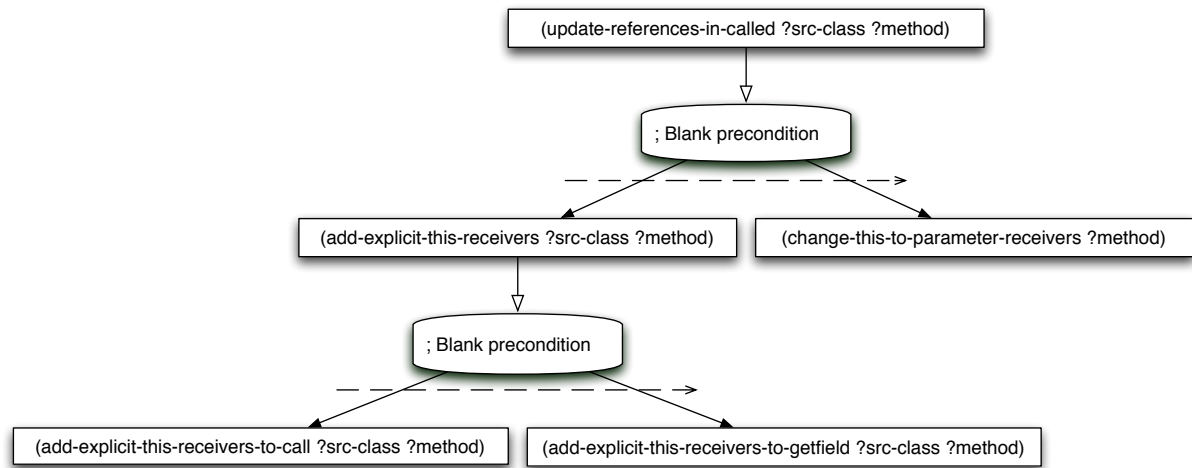 (update-references-in-called ?src-class ?method)
; Blank precondition
(add-explicit-this-receivers ?src-class ?method)
(change-this-to-parameter-receivers ?method)
; Blank precondition
(add-explicit-this-receivers-to-call ?src-class ?method)
(add-explicit-this-receivers-to-getfield ?src-class ?method)